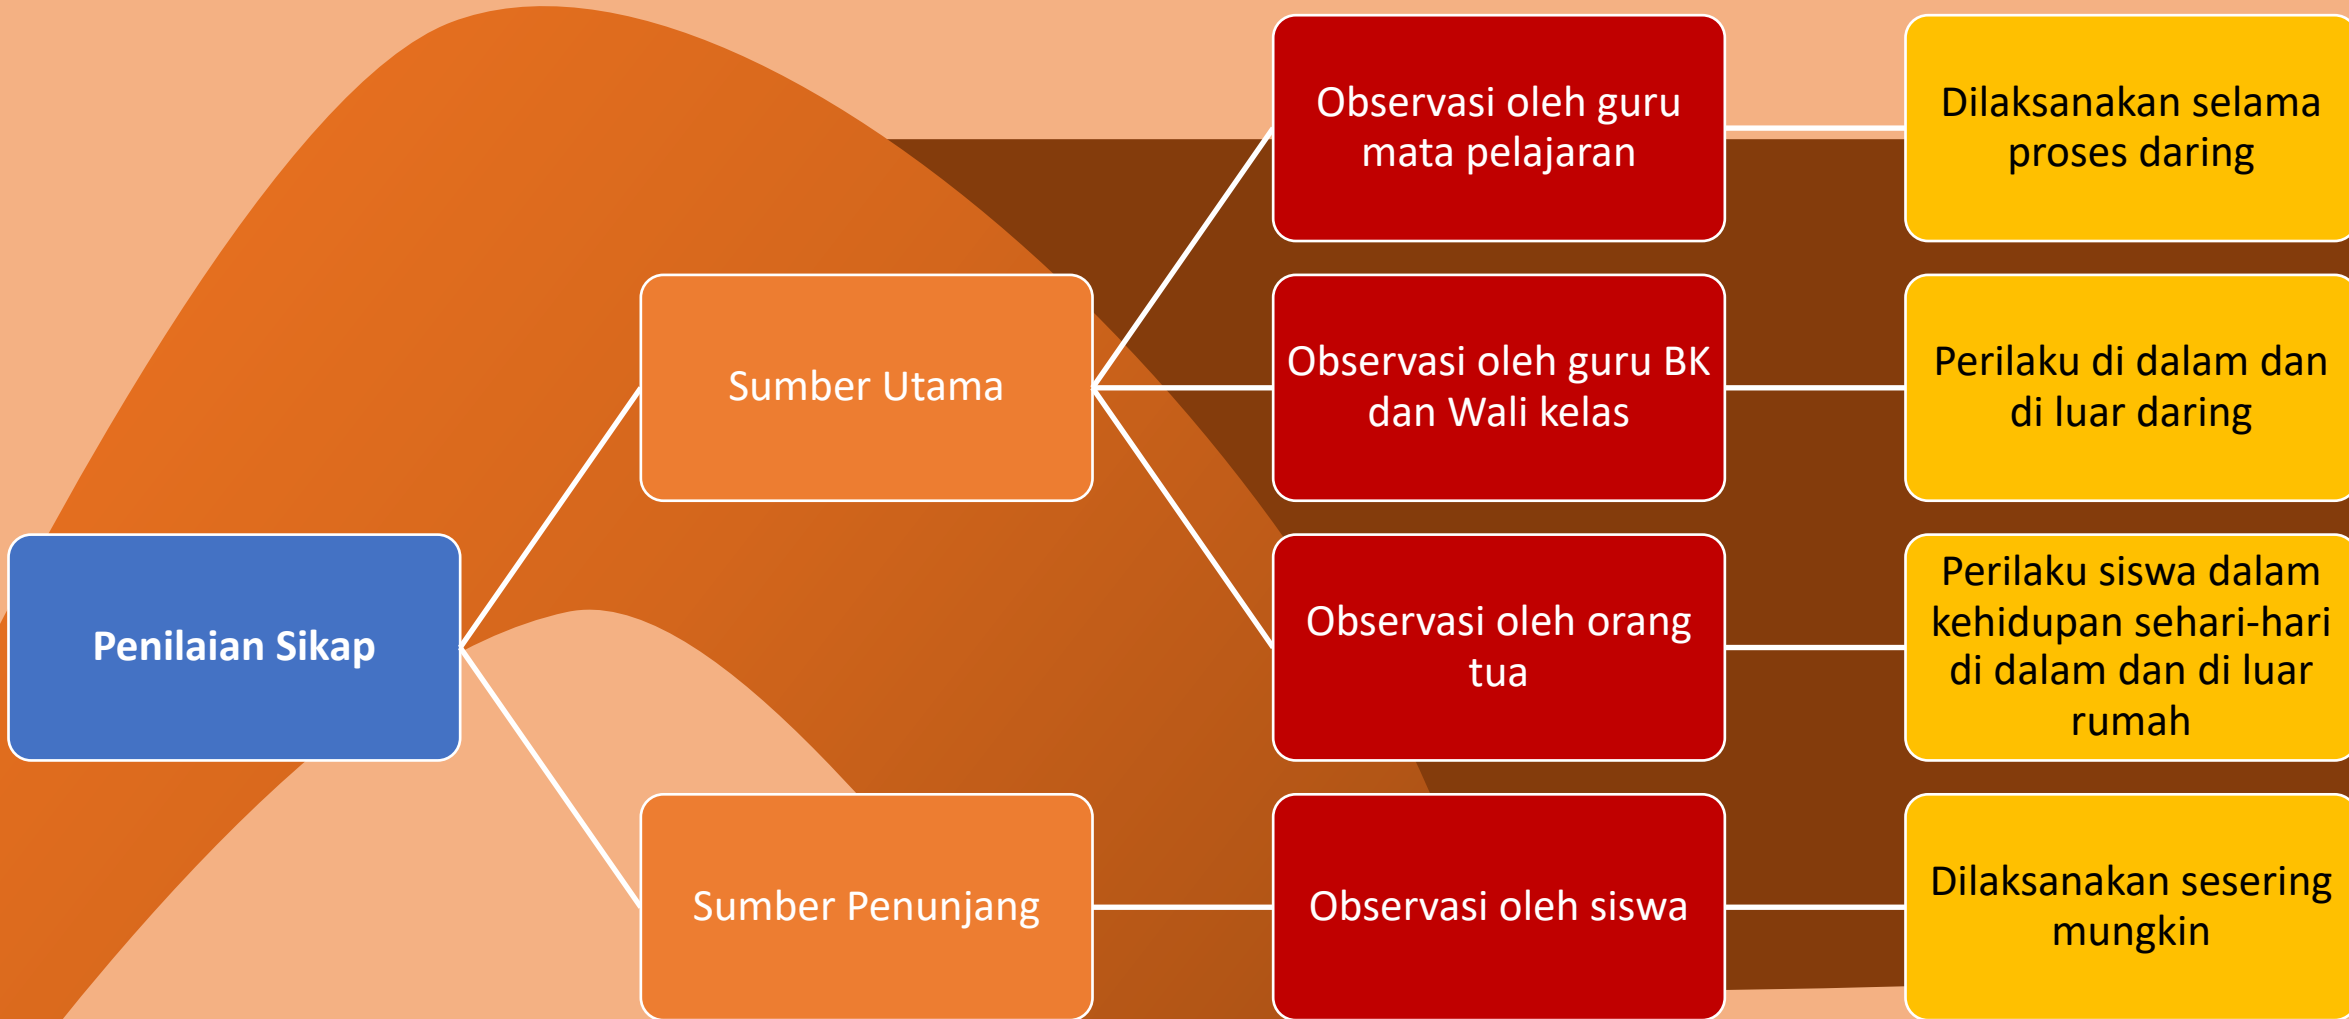 Penilaian Sikap
Sumber Utama
Observasi oleh guru
mata pelajaran
Dilaksanakan selama
proses daring
Observasi oleh guru BK
dan Wali kelas
Perilaku di dalam dan
di luar daring
Observasi oleh orang
tua
Perilaku siswa dalam
kehidupan sehari-hari
di dalam dan di luar
rumah
Sumber Penunjang
Observasi oleh siswa
Dilaksanakan sesering
mungkin